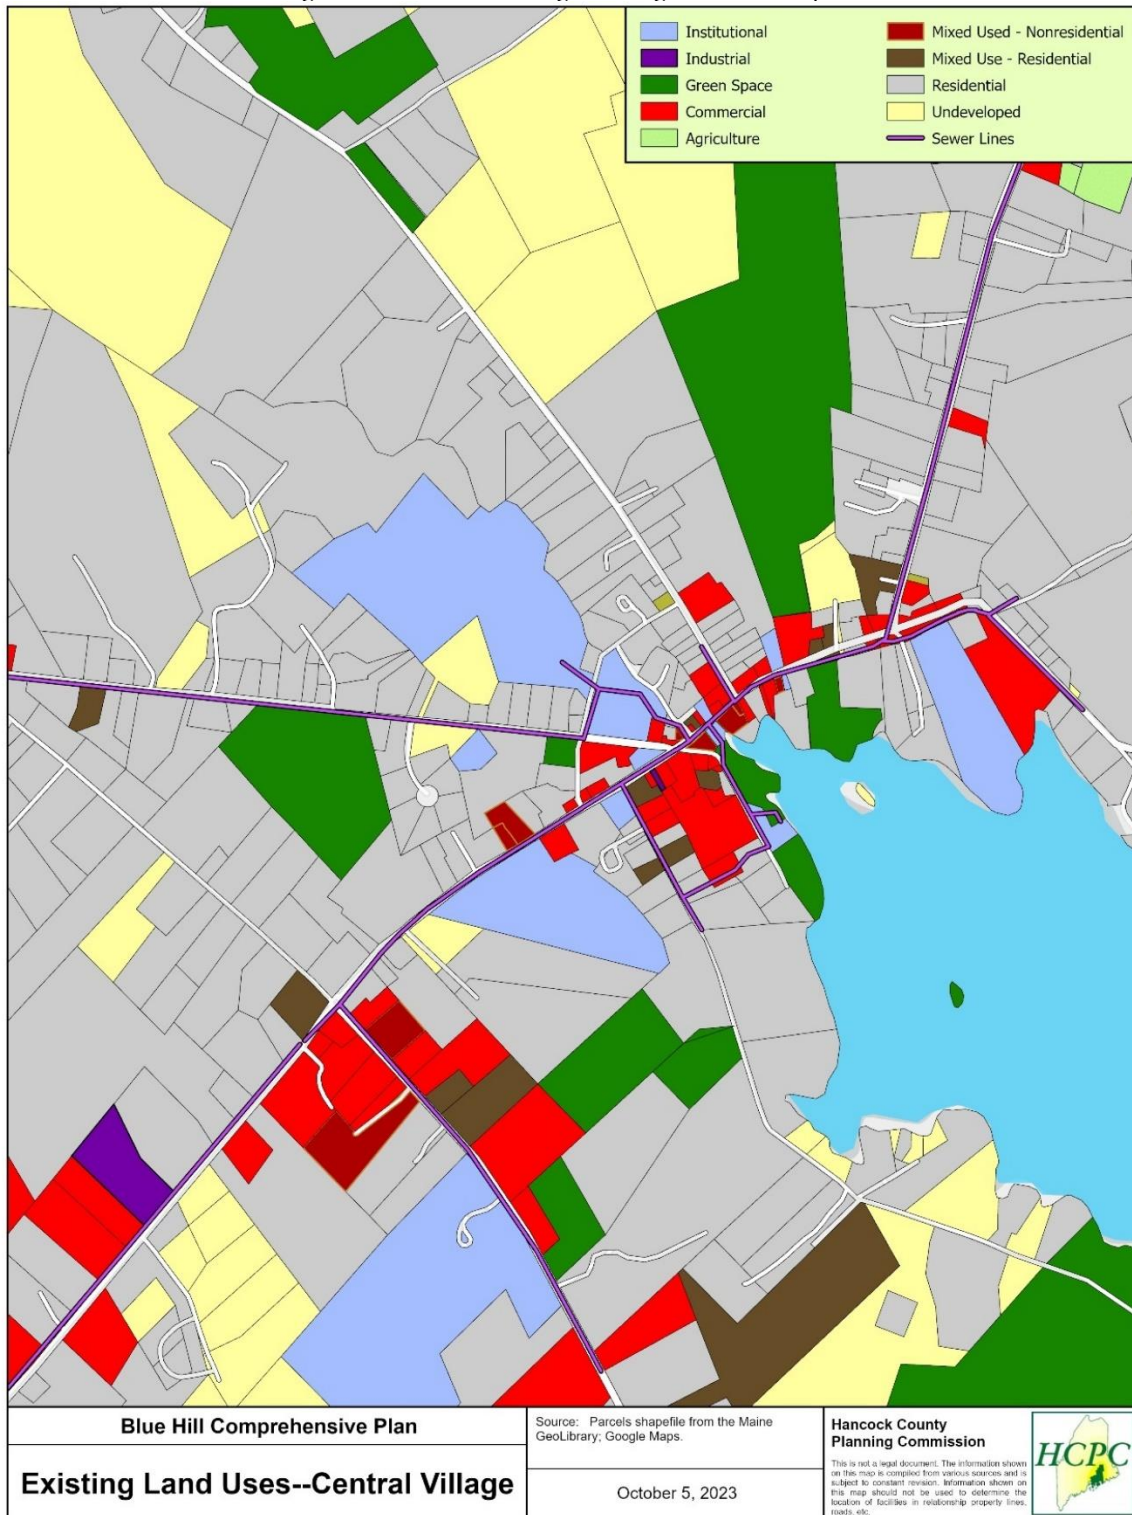 Institutional
Industrial
Green Space
Commercial
Agriculture
Mixed Used - Nonresidential
Mixed Use - Residential
Residential
Undeveloped
Sewer Lines
Blue Hill Comprehensive Plan
Existing Land Uses--Central Village
Source: Parcels shapefile from the Maine
GeoLibrary; Google Maps.
October 5, 2023
Hancock County
Planning Commission
This is not a legal document. The information shown
on this map is compiled from various sources and is
subject to constant revision. Information shown on
this map should not be used to determine the
location of facilities in relationship property lines,
roads, etc.
HCPC